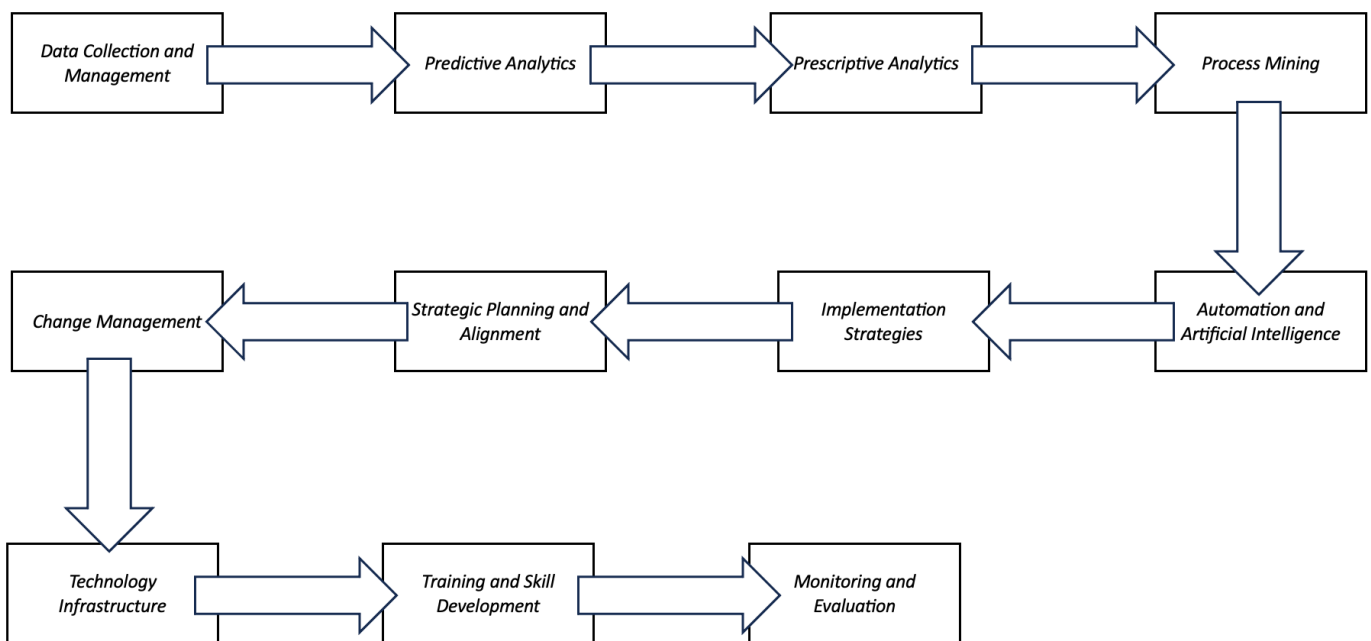 Data Collection and
Management
Predictive Analytics
Prescriptive Analytics
Process Mining
Automation and
Artificial Intelligence
Implementation
Strategies
Strategic Planning and
Alignment
Change Management
Technology
Infrastructure
Training and Skill
Development
Monitoring and
Evaluation